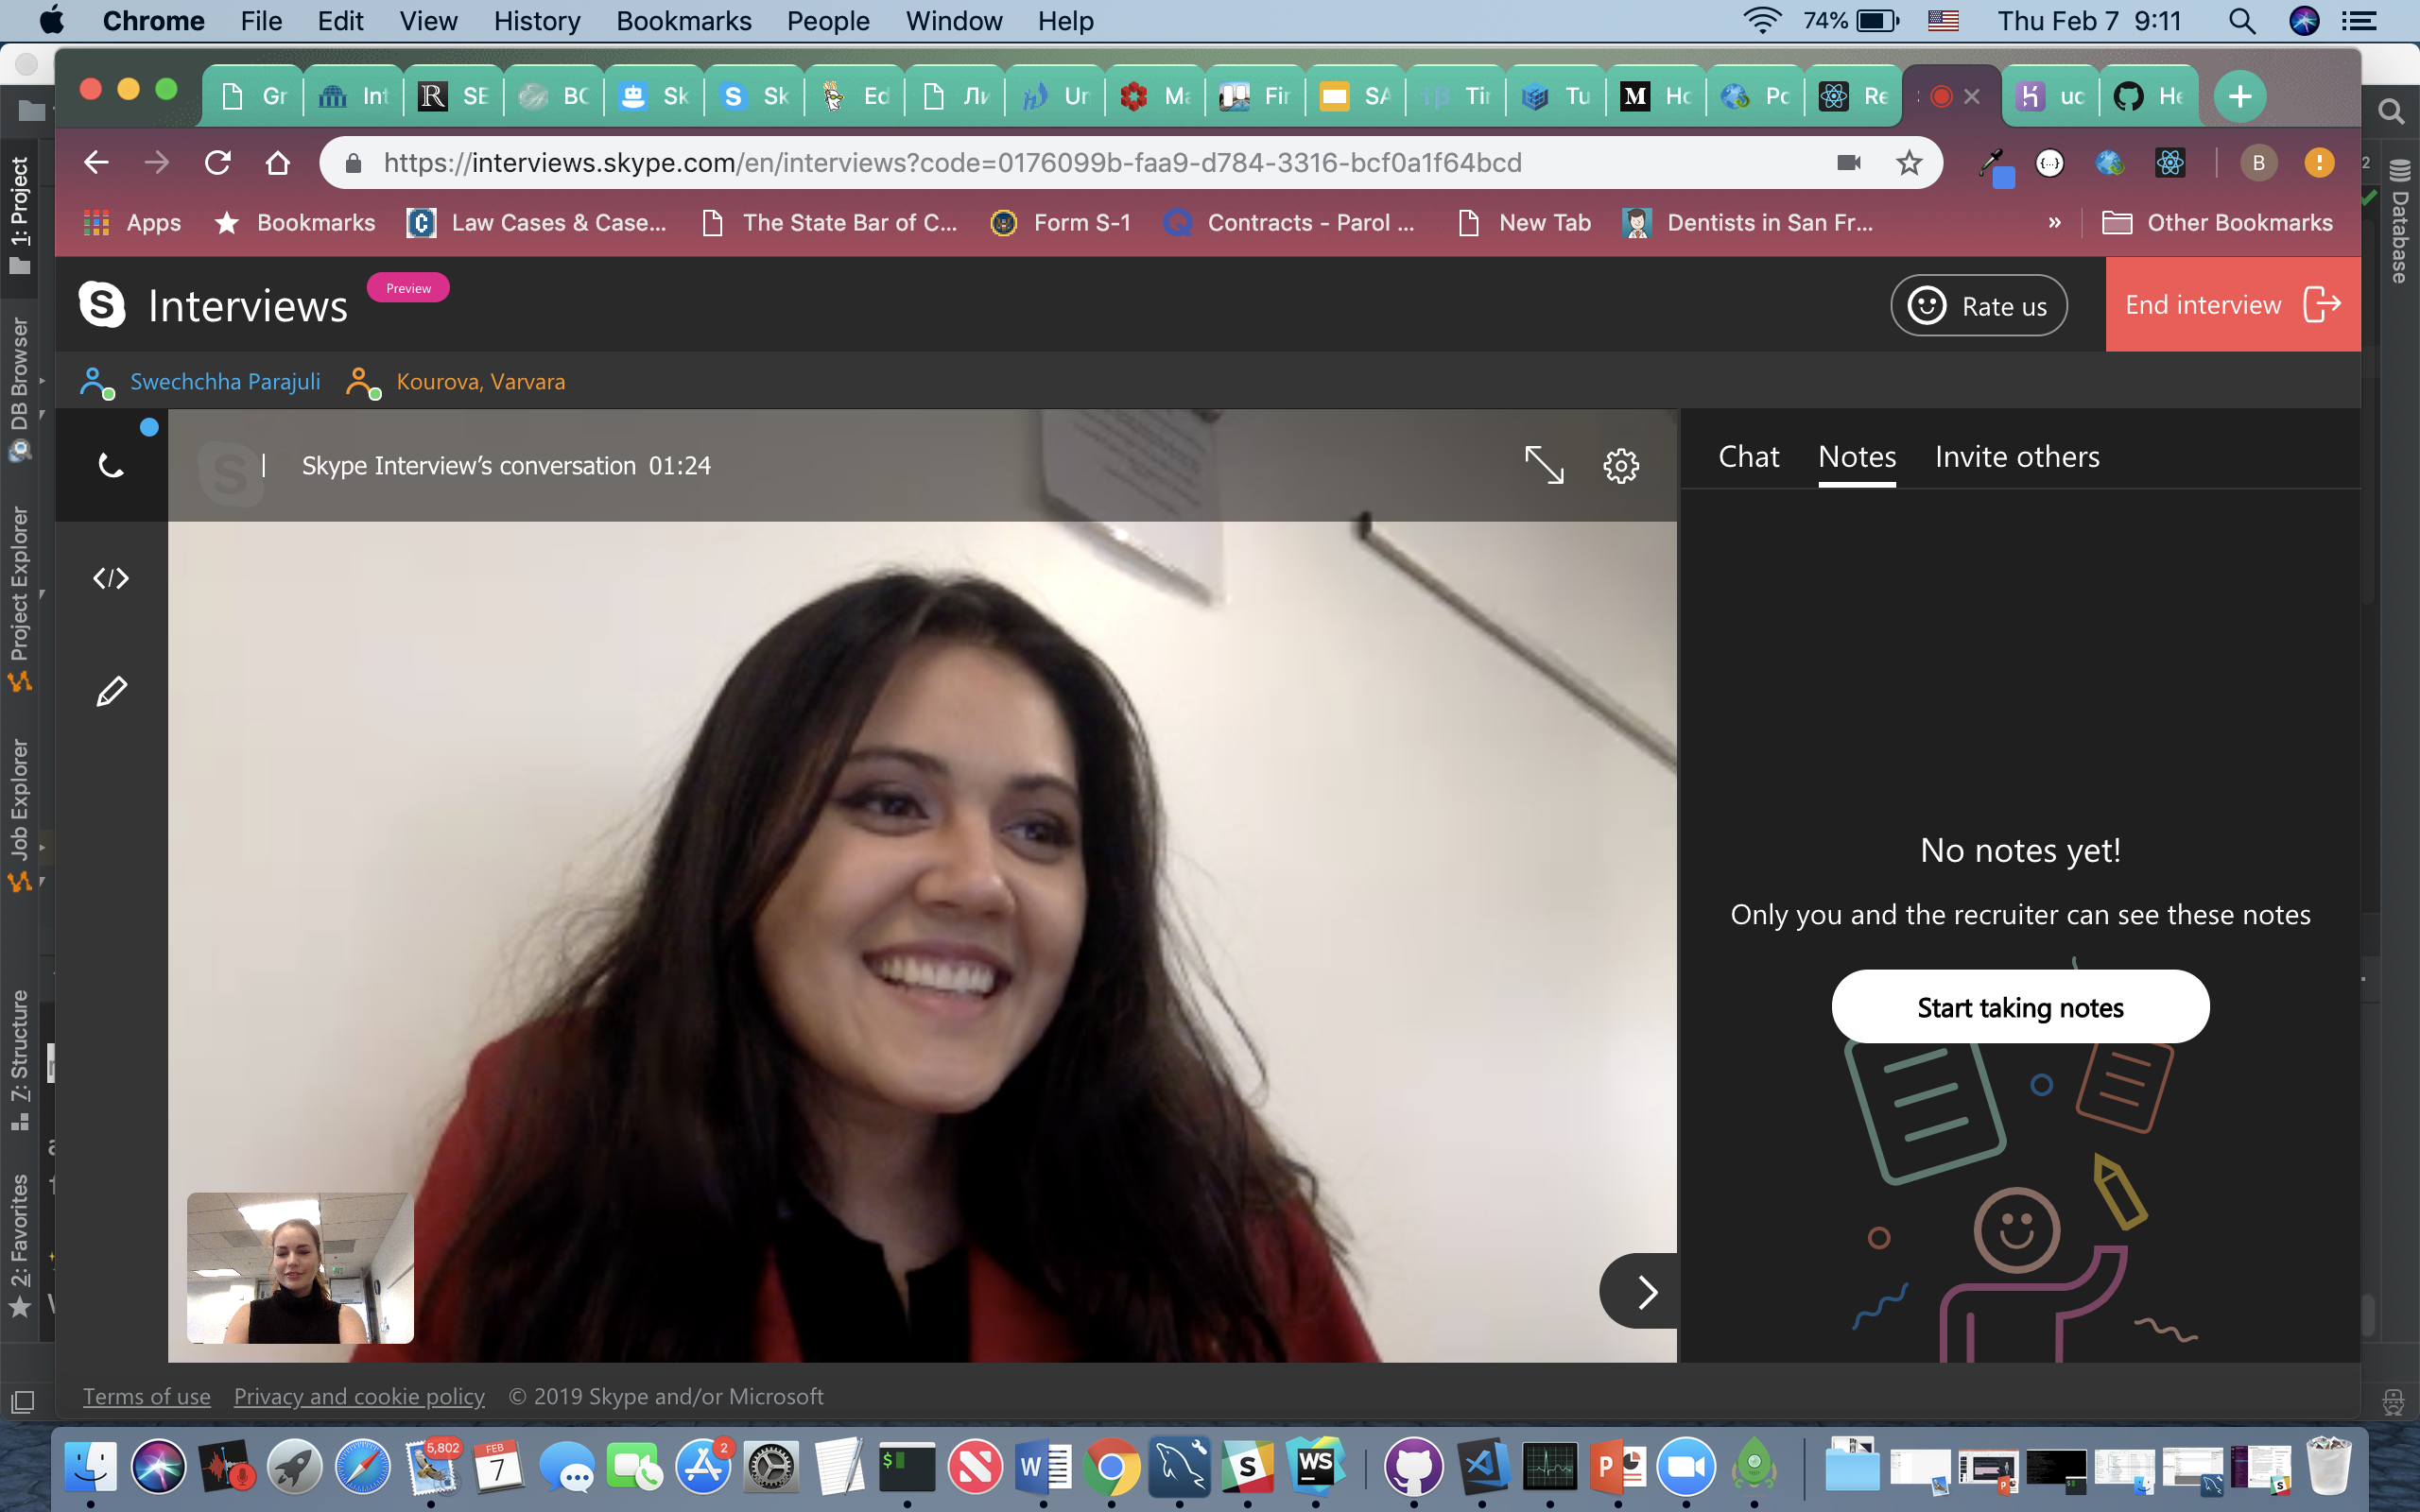 Chrome File Edit View History Bookmarks People Window Help 74% Thu Feb 7 9:11
Gr Int SE BC Sk Sk Ed Ли Ur Ma Fir SA Tir Tu Hc Pc Re uc He
https://interviews.skype.com/en/interviews?code=0176099b-faa9-d784-3316-bcf0a1f64bcd B
Apps Bookmarks Law Cases & Case... The State Bar of C... Form S-1 Contracts - Parol ... New Tab Dentists in San Fr... » Other Bookmarks
Interviews Preview Rate us End interview
Swechchha Parajuli Kourova, Varvara
Skype Interview's conversation 01:24
Chat Notes Invite others
No notes yet!
Only you and the recruiter can see these notes
Start taking notes
Terms of use Privacy and cookie policy © 2019 Skype and/or Microsoft
1: Project
DB Browser
Project Explorer
Job Explorer
7: Structure
2: Favorites
Database
5,802 FEB 7 2 W WS P